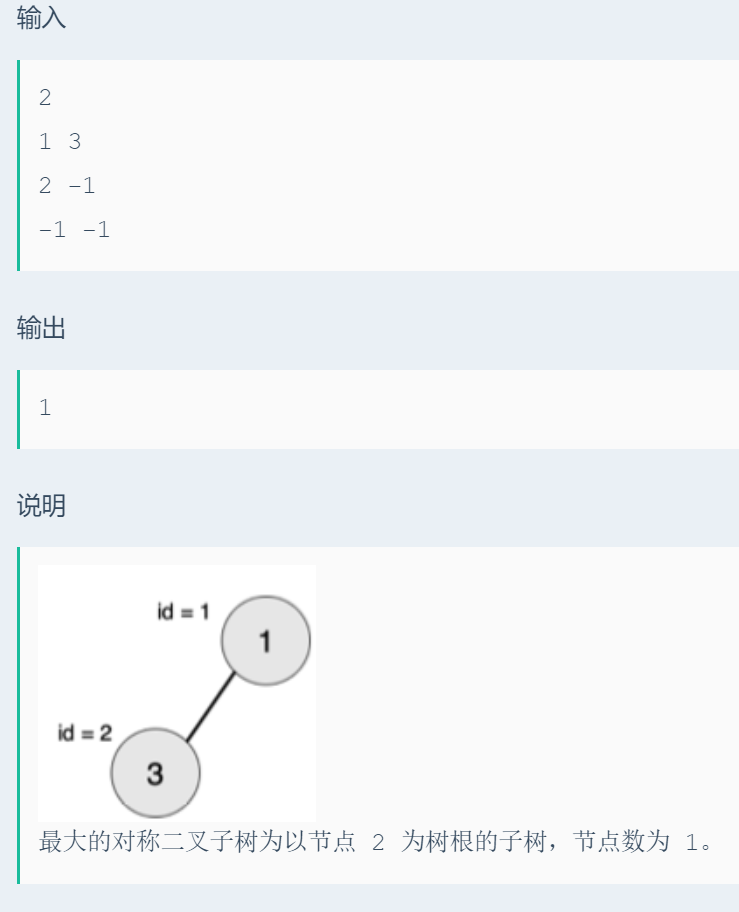 输入
2
1 3
2 -1
-1 -1
输出
1
说明
id = 1
1
id = 2
3
最大的对称二叉子树为以节点 2 为树根的子树，节点数为 1。